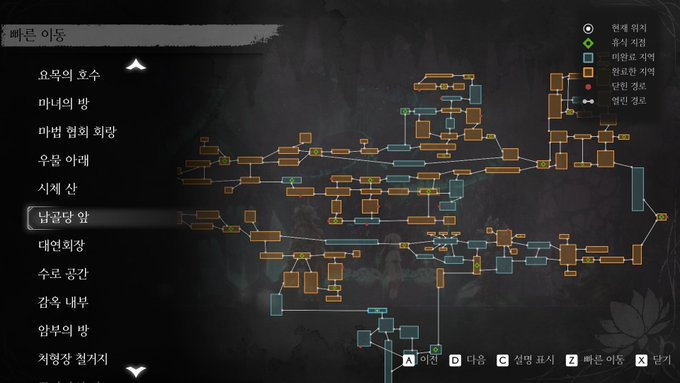 빠른 이동
현재 위치
휴식 지점
미완료 지역
완료한 지역
닫힌 경로
열린 경로
요목의 호수
마녀의 방
마법 협회 회랑
우물 아래
시체 산
납골당 앞
대연회장
수로 공간
감옥 내부
암부의 방
처형장 철거지
A 이전 D 다음 C 설명 표시 Z 빠른 이동 X 닫기